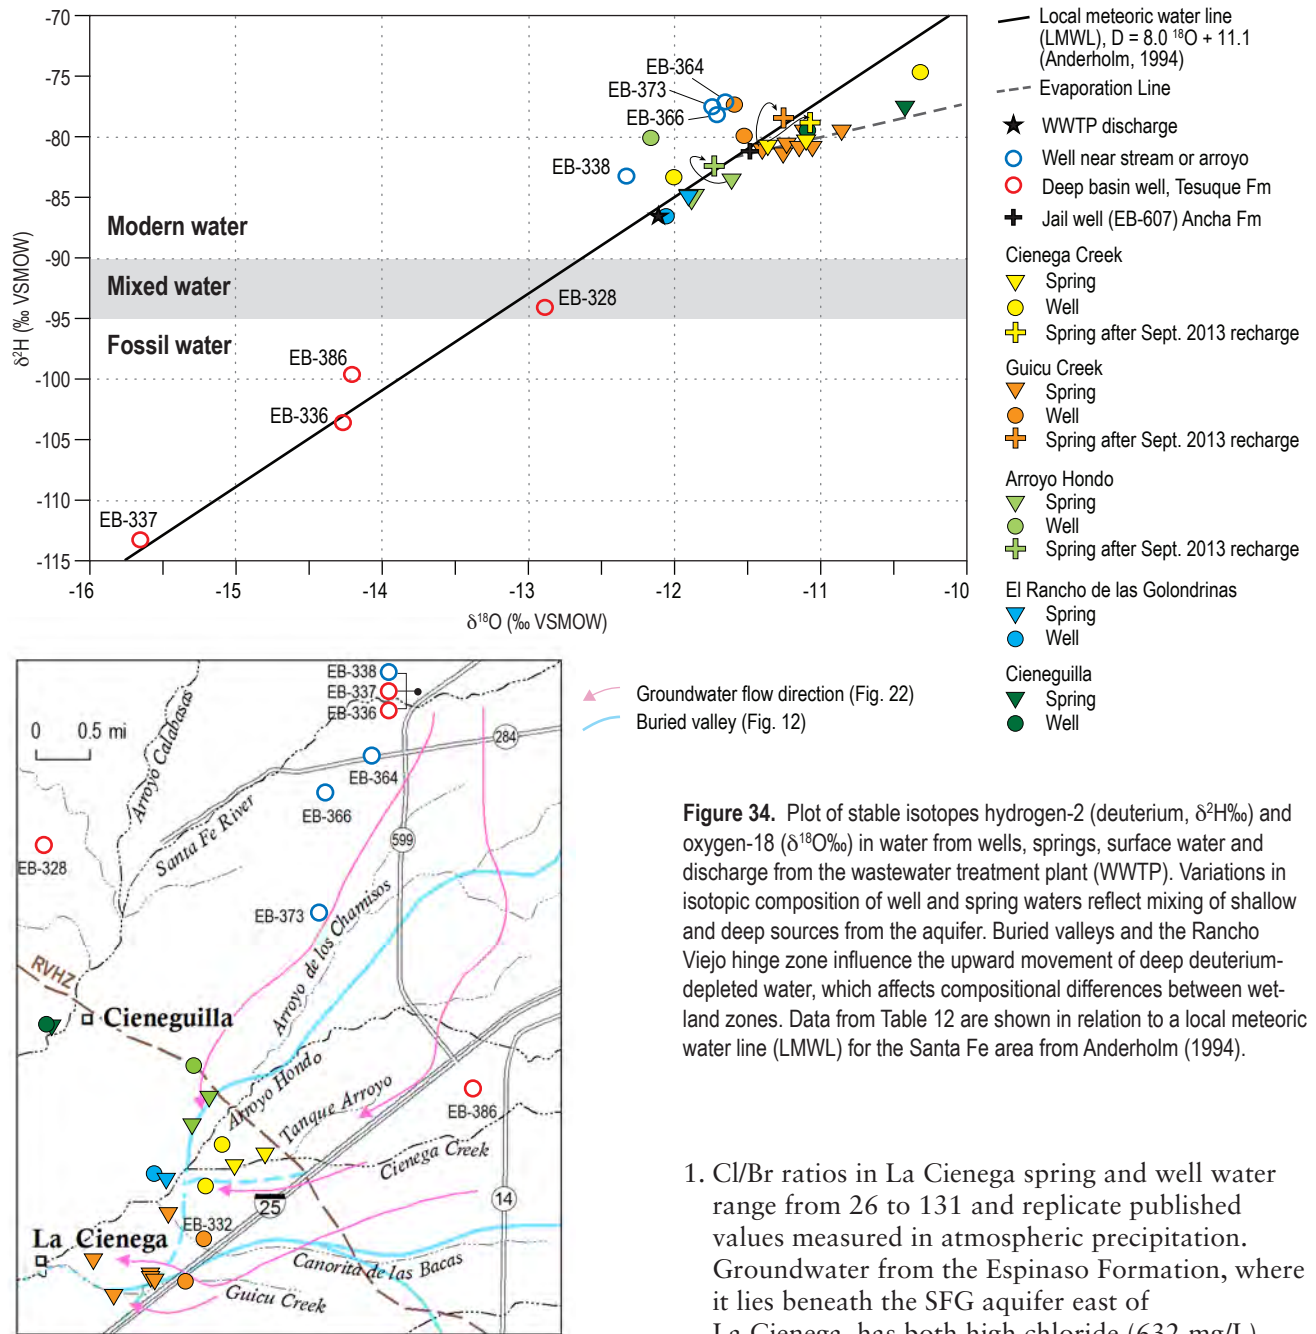 -70
-75
-80
-85
-90
-95
-100
-105
-110
-115
δ²H (‰ VSMOW)
-16
-15
-14
-13
-12
-11
-10
δ¹⁸O (‰ VSMOW)
EB-364
EB-373
EB-366
EB-338
Modern water
Mixed water
EB-328
Fossil water
EB-386
EB-336
EB-337
Local meteoric water line
(LMWL), D = 8.0 ¹⁸O + 11.1
(Anderholm, 1994)
Evaporation Line
WWTP discharge
Well near stream or arroyo
Deep basin well, Tesuque Fm
Jail well (EB-607) Ancha Fm
Cienega Creek
Spring
Well
Spring after Sept. 2013 recharge
Guicu Creek
Spring
Well
Spring after Sept. 2013 recharge
Arroyo Hondo
Spring
Well
Spring after Sept. 2013 recharge
El Rancho de las Golondrinas
Spring
Well
Cieneguilla
Spring
Well
Groundwater flow direction (Fig. 22)
Buried valley (Fig. 12)
EB-338
EB-337
EB-336
0 0.5 mi
Arroyo Calabasas
284
EB-364
EB-366
Santa Fe River
599
EB-328
EB-373
Arroyo de los Chamisos
RVHZ
Cieneguilla
Arroyo Hondo
Tanque Arroyo
EB-386
Cienega Creek
25
14
EB-332
La Cienega
Canorita de las Bacas
Guicu Creek
Figure 34. Plot of stable isotopes hydrogen-2 (deuterium, δ²H‰) and
oxygen-18 (δ¹⁸O‰) in water from wells, springs, surface water and
discharge from the wastewater treatment plant (WWTP). Variations in
isotopic composition of well and spring waters reflect mixing of shallow
and deep sources from the aquifer. Buried valleys and the Rancho
Viejo hinge zone influence the upward movement of deep deuterium-
depleted water, which affects compositional differences between wet-
land zones. Data from Table 12 are shown in relation to a local meteoric
water line (LMWL) for the Santa Fe area from Anderholm (1994).
1. Cl/Br ratios in La Cienega spring and well water
range from 26 to 131 and replicate published
values measured in atmospheric precipitation.
Groundwater from the Espinaso Formation, where
it lies beneath the SFG aquifer east of
La Cienega, has both high chloride (632 mg/L)